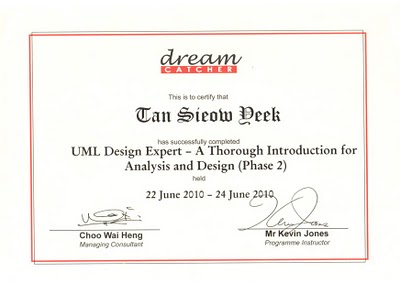 dream
CATCHER
This is to certify that
Tan Sieow Yeek
has successfully completed
UML Design Expert – A Thorough Introduction for
Analysis and Design (Phase 2)
held
22 June 2010 – 24 June 2010
Choo Wai Heng
Managing Consultant
Mr Kevin Jones
Programme Instructor